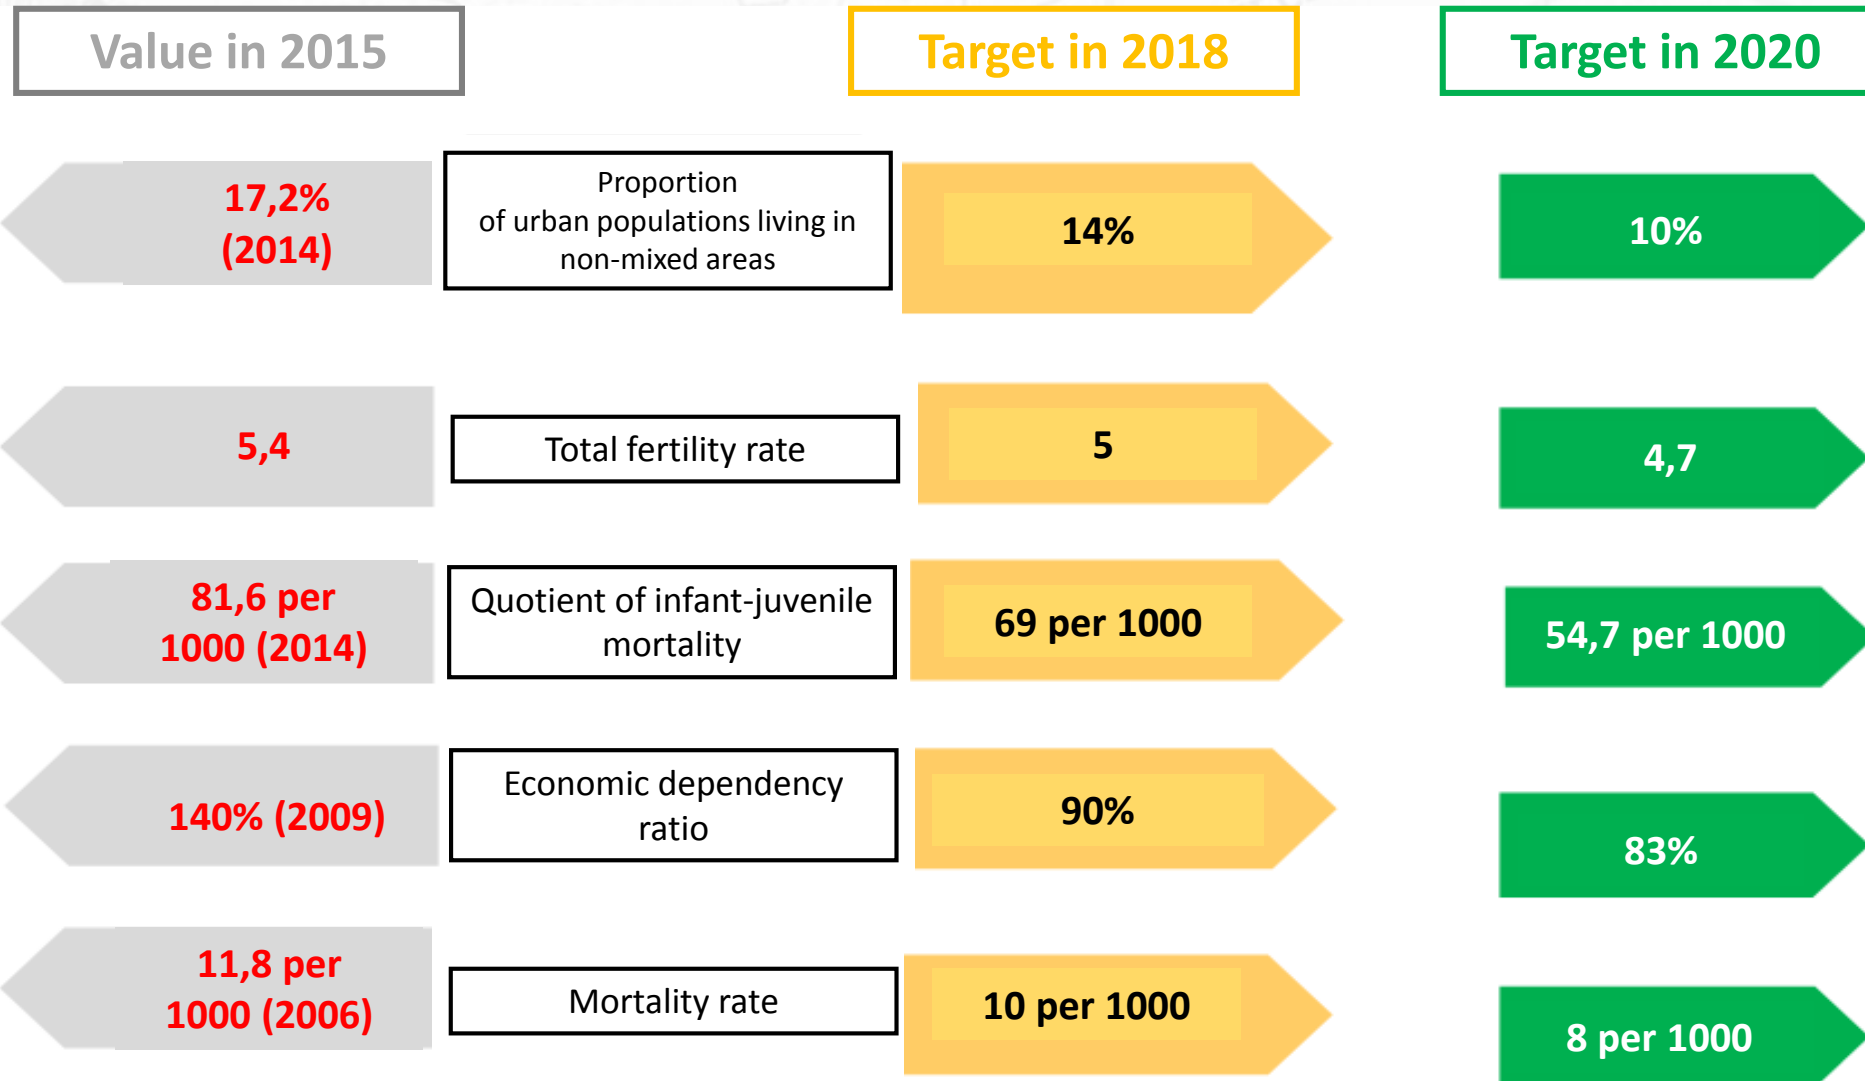 Value in 2015
Target in 2018
Target in 2020
17,2%
(2014)
Proportion
of urban populations living in
non-mixed areas
14%
10%
5,4
Total fertility rate
5
4,7
81,6 per
1000 (2014)
Quotient of infant-juvenile
mortality
69 per 1000
54,7 per 1000
140% (2009)
Economic dependency
ratio
90%
83%
11,8 per
1000 (2006)
Mortality rate
10 per 1000
8 per 1000